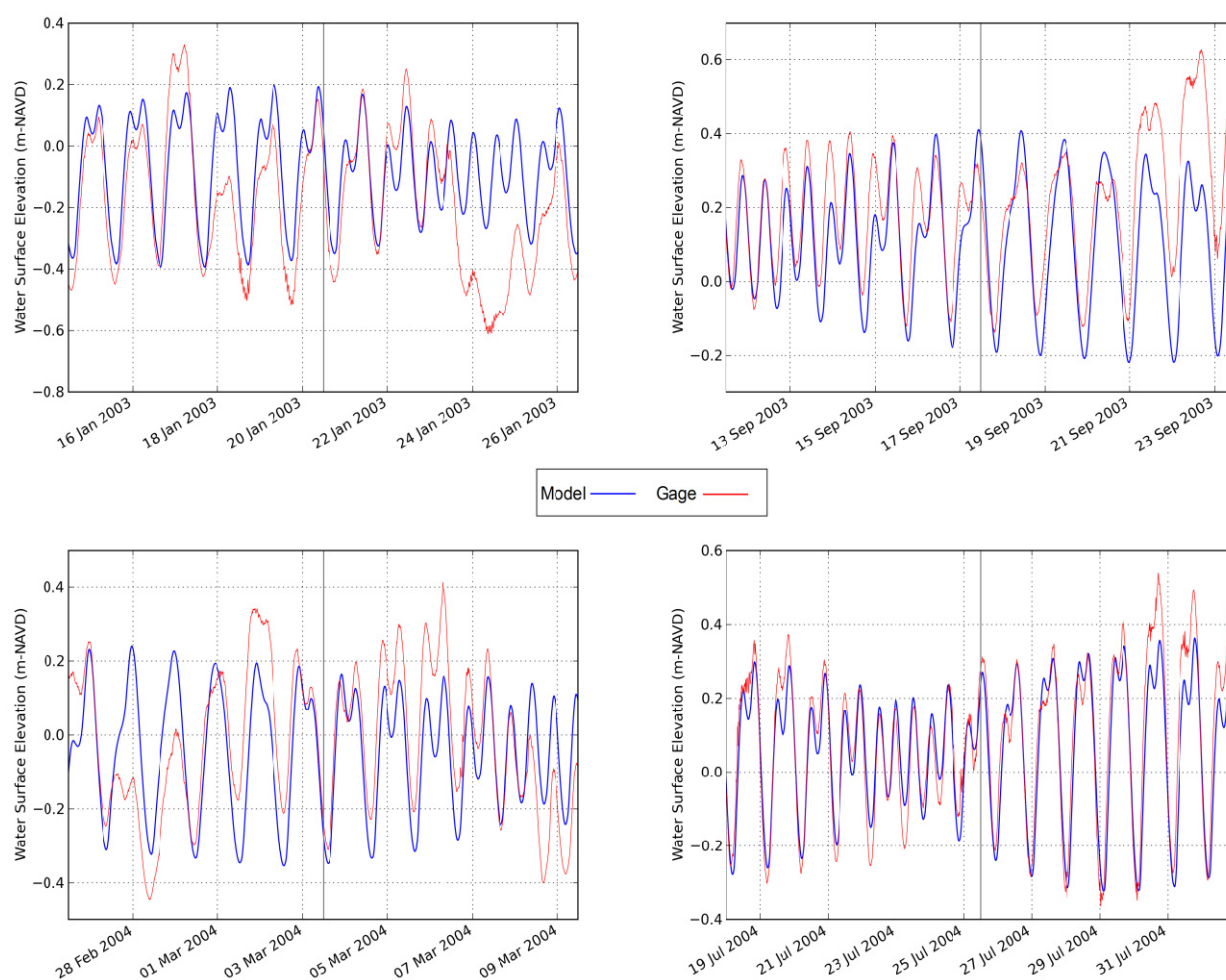 0.4
0.2
0.0
−0.2
−0.4
−0.6
−0.8
Water Surface Elevation (m-NAVD)
16 Jan 2003
18 Jan 2003
20 Jan 2003
22 Jan 2003
24 Jan 2003
26 Jan 2003
0.6
0.4
0.2
0.0
−0.2
Water Surface Elevation (m-NAVD)
13 Sep 2003
15 Sep 2003
17 Sep 2003
19 Sep 2003
21 Sep 2003
23 Sep 2003
Model Gage
0.4
0.2
0.0
−0.2
−0.4
Water Surface Elevation (m-NAVD)
28 Feb 2004
01 Mar 2004
03 Mar 2004
05 Mar 2004
07 Mar 2004
09 Mar 2004
0.6
0.4
0.2
0.0
−0.2
−0.4
Water Surface Elevation (m-NAVD)
19 Jul 2004
21 Jul 2004
23 Jul 2004
25 Jul 2004
27 Jul 2004
29 Jul 2004
31 Jul 2004